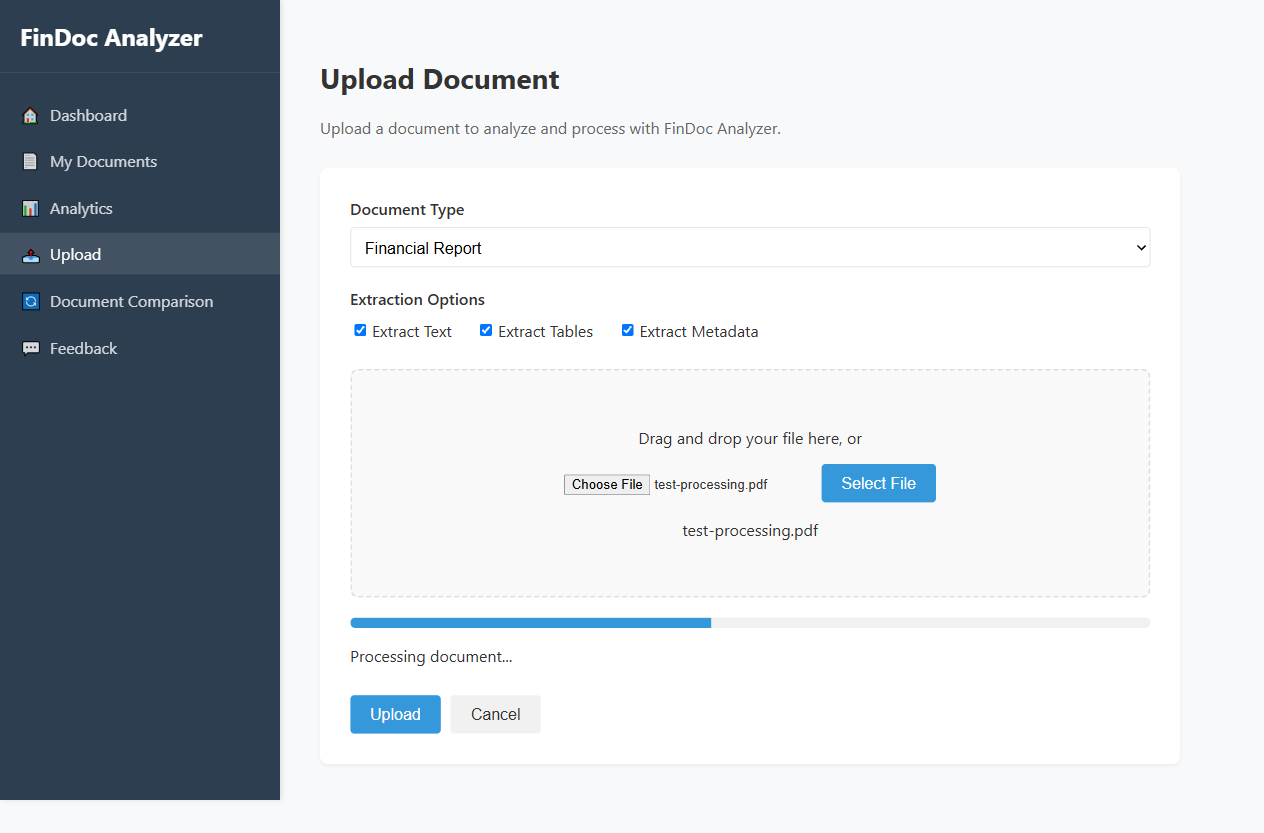 FinDoc Analyzer
Dashboard
My Documents
Analytics
Upload
Document Comparison
Feedback
Upload Document
Upload a document to analyze and process with FinDoc Analyzer.
Document Type
Financial Report
Extraction Options
Extract Text Extract Tables Extract Metadata
Drag and drop your file here, or
Choose File test-processing.pdf Select File
test-processing.pdf
Processing document...
Upload Cancel